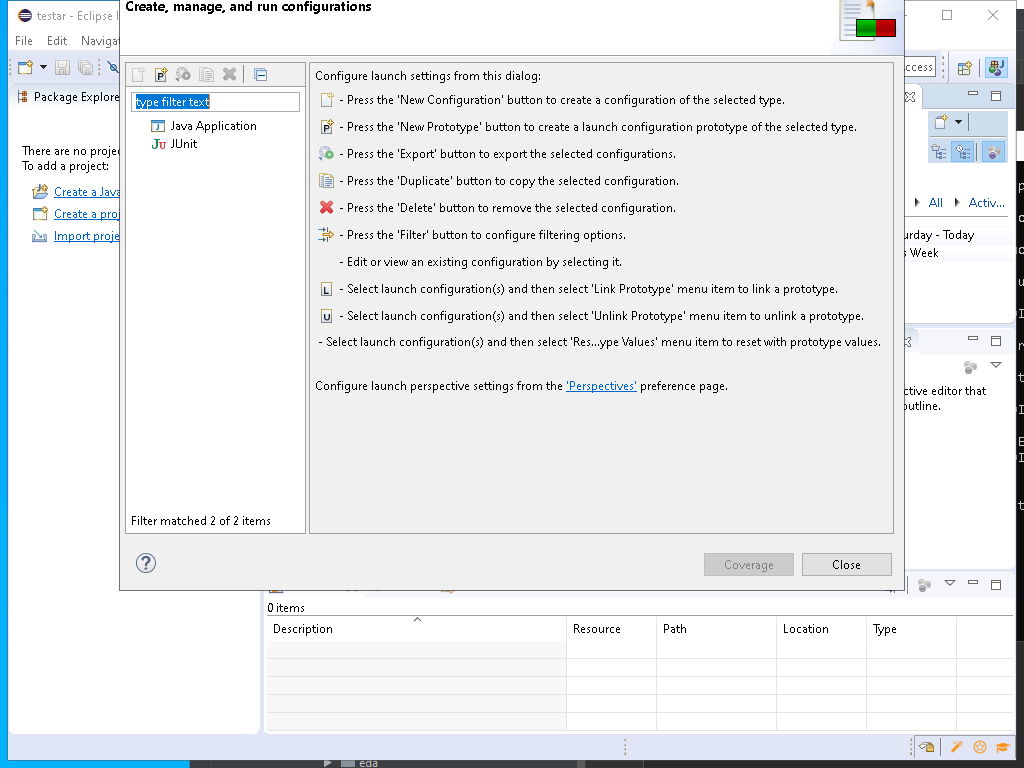 Create, manage, and run configurations
testar - Eclipse I
File Edit Naviga
cess
Package Explore
type filter text
Java Application
JUnit
Filter matched 2 of 2 items
There are no proje
To add a project:
Create a Java
Create a proj
Import proje
Configure launch settings from this dialog:
- Press the 'New Configuration' button to create a configuration of the selected type.
- Press the 'New Prototype' button to create a launch configuration prototype of the selected type.
- Press the 'Export' button to export the selected configurations.
- Press the 'Duplicate' button to copy the selected configuration.
- Press the 'Delete' button to remove the selected configuration.
- Press the 'Filter' button to configure filtering options.
- Edit or view an existing configuration by selecting it.
- Select launch configuration(s) and then select 'Link Prototype' menu item to link a prototype.
- Select launch configuration(s) and then select 'Unlink Prototype' menu item to unlink a prototype.
- Select launch configuration(s) and then select 'Res...ype Values' menu item to reset with prototype values.
Configure launch perspective settings from the 'Perspectives' preference page.
Coverage Close
All Activ...
urday - Today
s Week
ctive editor that
outline.
0 items
Description Resource Path Location Type
eda